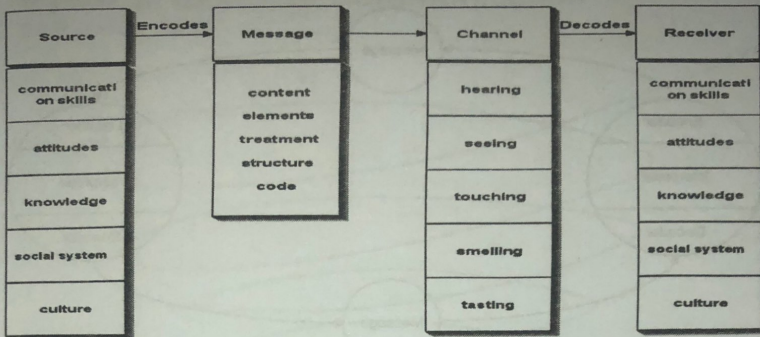 Source
Encodes
Message
Channel
Decodes
Receiver
communicati
on skills
attitudes
knowledge
social system
culture
content
elements
treatment
structure
code
hearing
seeing
touching
smelling
tasting
communicati
on skills
attitudes
knowledge
social system
culture